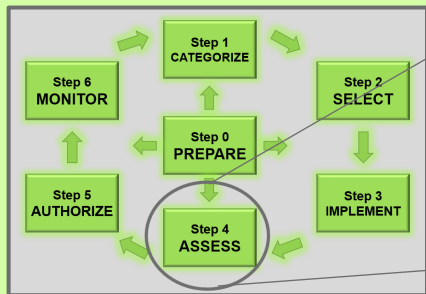 Step 1
CATEGORIZE
Step 6
MONITOR
Step 2
SELECT
Step 0
PREPARE
Step 5
AUTHORIZE
Step 3
IMPLEMENT
Step 4
ASSESS